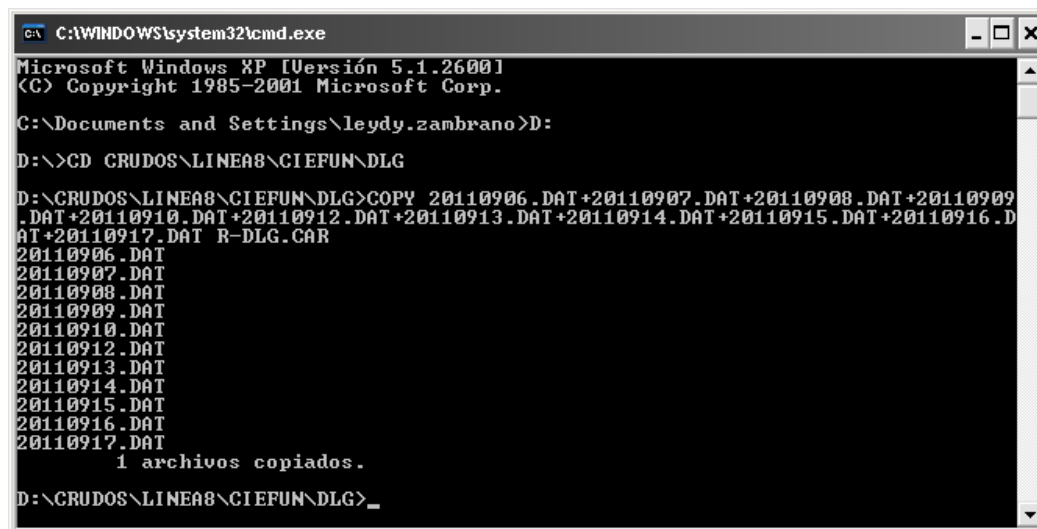 C:\WINDOWS\system32\cmd.exe
Microsoft Windows XP [Versión 5.1.2600]
(C) Copyright 1985-2001 Microsoft Corp.
C:\Documents and Settings\leydy.zambrano>D:
D:\>CD CRUDOS\LINEA8\CIEFUN\DLG
D:\CRUDOS\LINEA8\CIEFUN\DLG>COPY 20110906.DAT+20110907.DAT+20110908.DAT+20110909
.DAT+20110910.DAT+20110912.DAT+20110913.DAT+20110914.DAT+20110915.DAT+20110916.D
AT+20110917.DAT R-DLG.CAR
20110906.DAT
20110907.DAT
20110908.DAT
20110909.DAT
20110910.DAT
20110912.DAT
20110913.DAT
20110914.DAT
20110915.DAT
20110916.DAT
20110917.DAT
1 archivos copiados.
D:\CRUDOS\LINEA8\CIEFUN\DLG>_